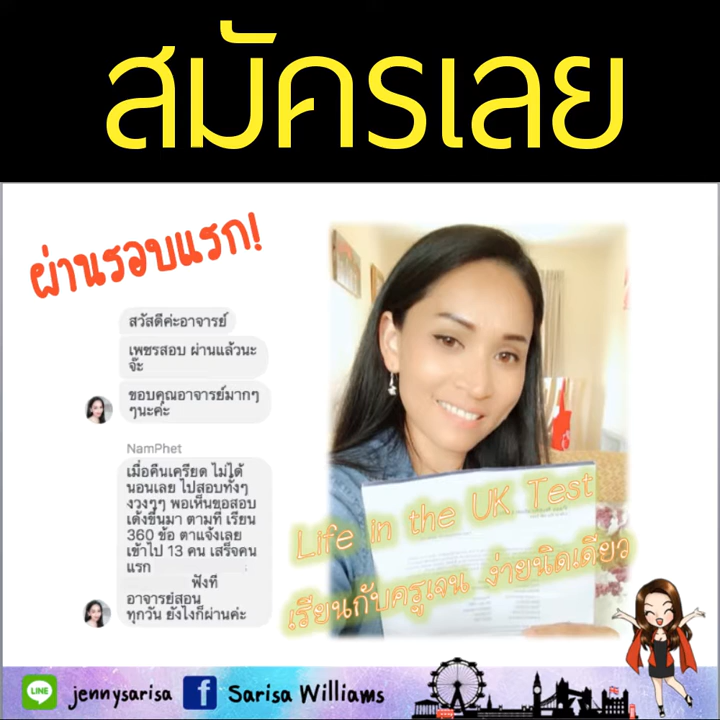 สมัครเลย
ผ่านรอบแรก!
สวัสดีค่ะอาจารย์
เพชรสอบ ผ่านแล้วนะ
จ๊ะ
ขอบคุณอาจารย์มากๆ
ๆนะค่ะ
NamPhet
เมื่อคืนเครียด ไม่ได้
นอนเลย ไปสอบทั้งๆ
งวงๆๆ พอเห็นขอสอบ
เด้งขึ้นมา ตามที่ เรียน
360 ข้อ ตาแจ้งเลย
เข้าไป 13 คน เสร็จคน
แรก
ฟังที่
อาจารย์สอน
ทุกวัน ยังไงก็ผ่านค่ะ
Life in the UK Test
เรียนกับครูเจน ง่ายนิดเดียว
LINE
jennysarisa
f
Sarisa Williams